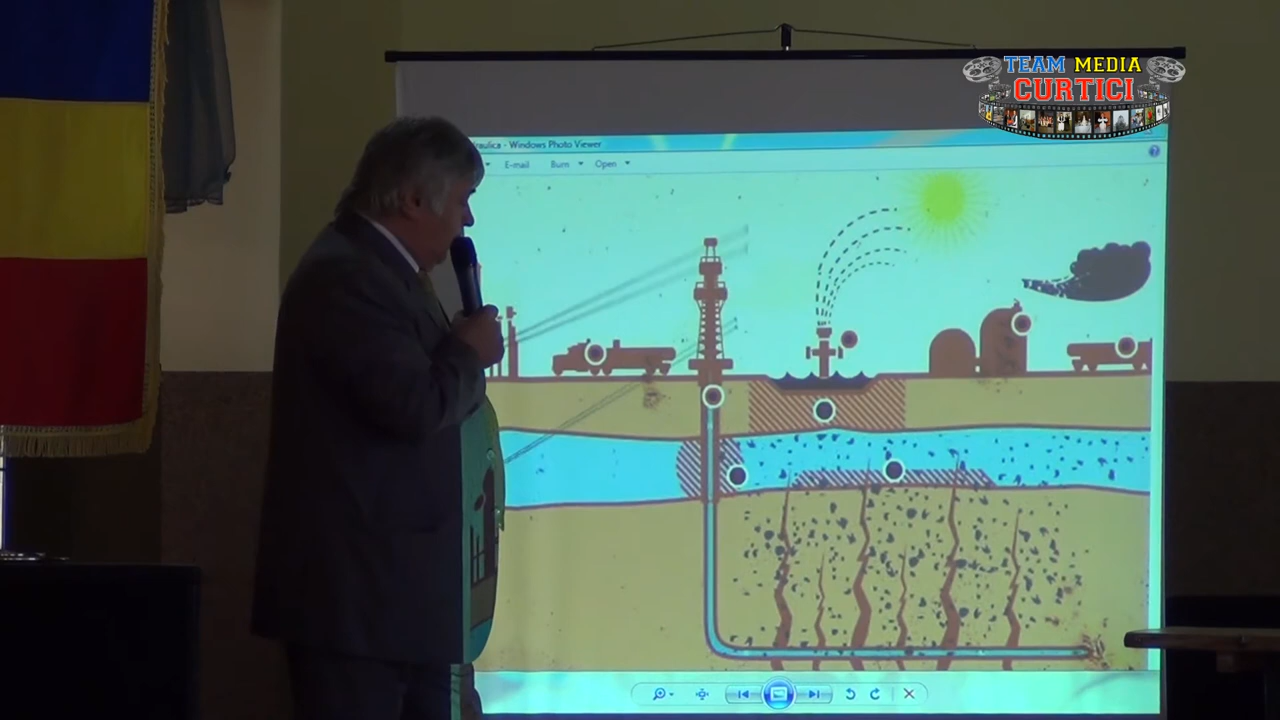 TEAM MEDIA
CURTICI
raulica - Windows Photo Viewer
E-mail Burn Open